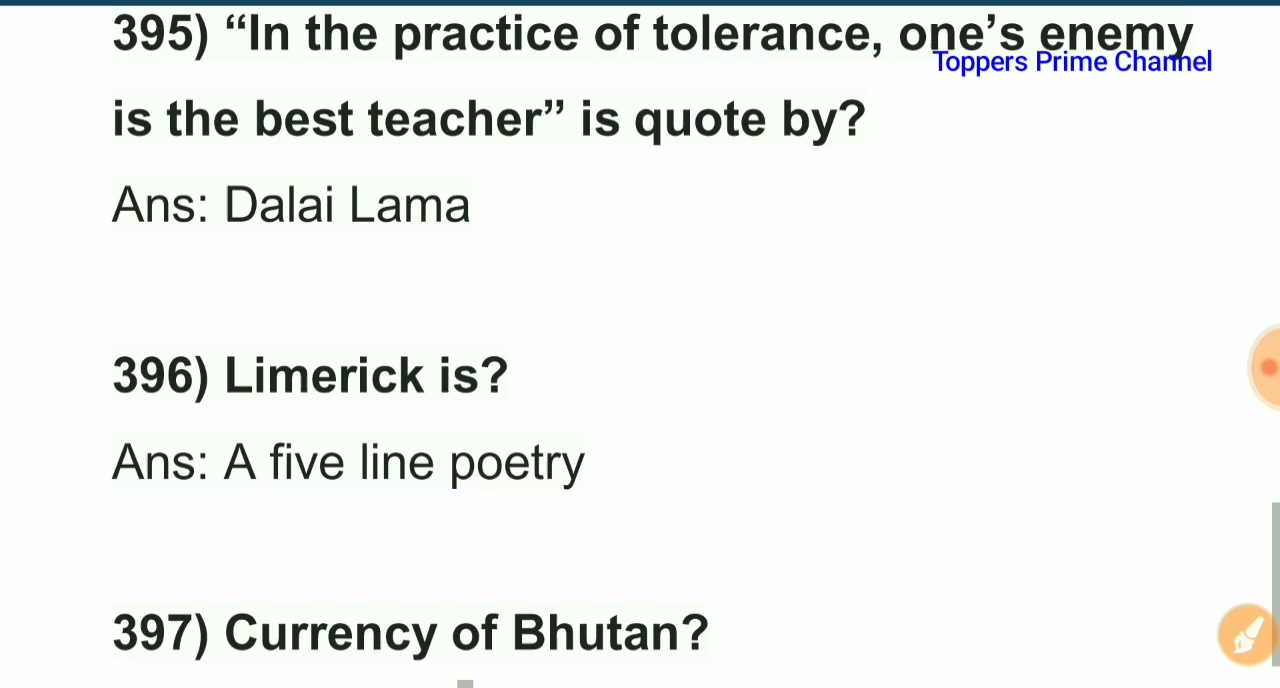 395) “In the practice of tolerance, one’s enemy
Toppers Prime Channel
is the best teacher” is quote by?
Ans: Dalai Lama
396) Limerick is?
Ans: A five line poetry
397) Currency of Bhutan?